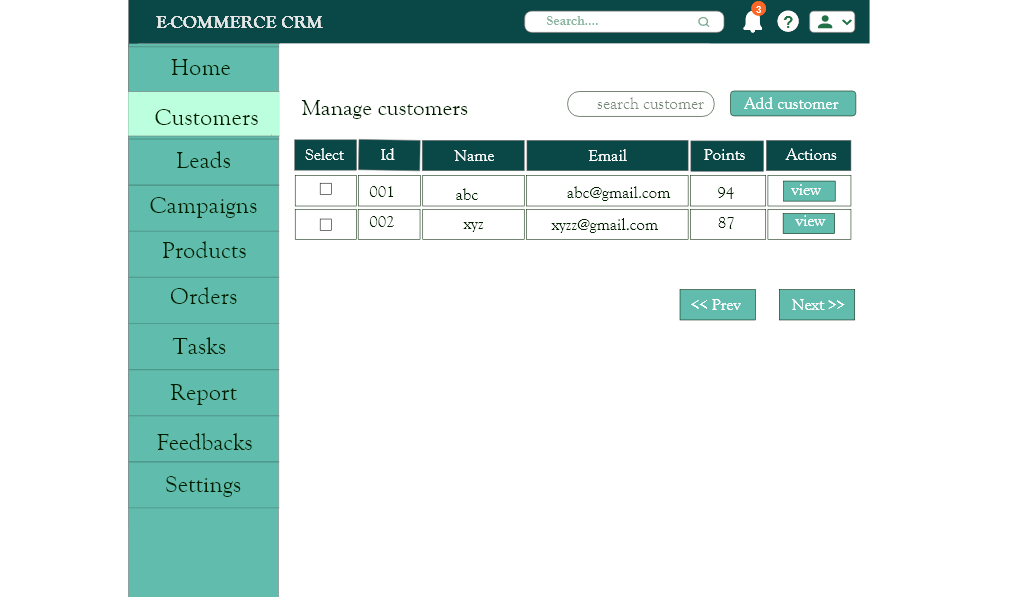 E-COMMERCE CRM
Search....
3
?
Home
Customers
Leads
Campaigns
Products
Orders
Tasks
Report
Feedbacks
Settings
Manage customers
search customer
Add customer
Select Id Name Email Points Actions
001 abc abc@gmail.com 94 view
002 xyz xyzz@gmail.com 87 view
<< Prev Next >>